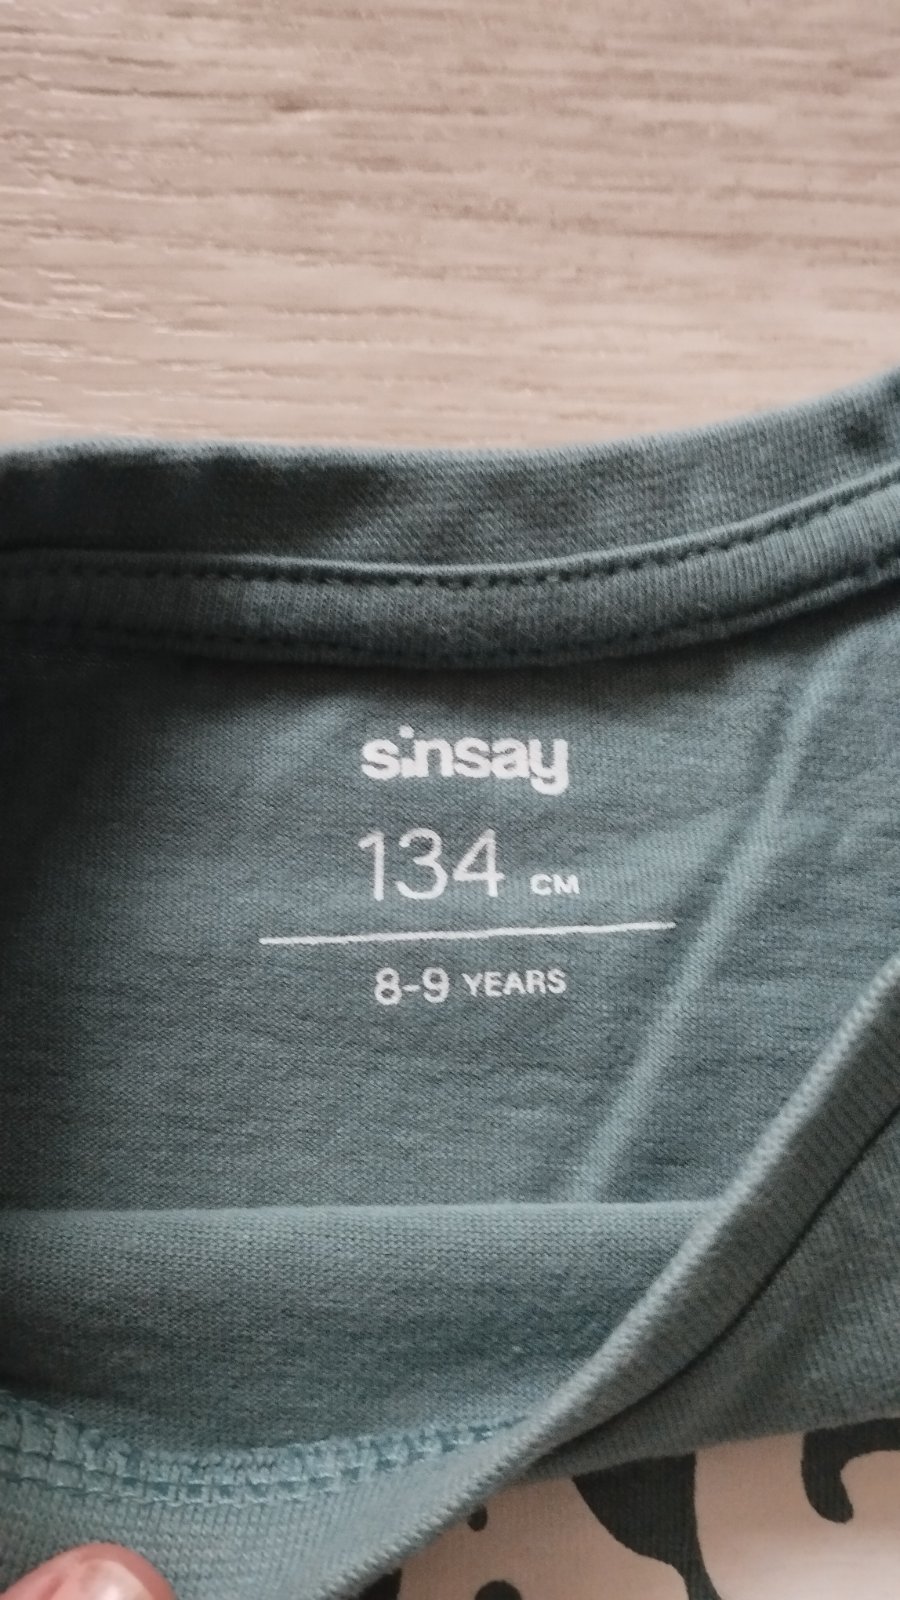 sinsay
134 CM
8-9 YEARS